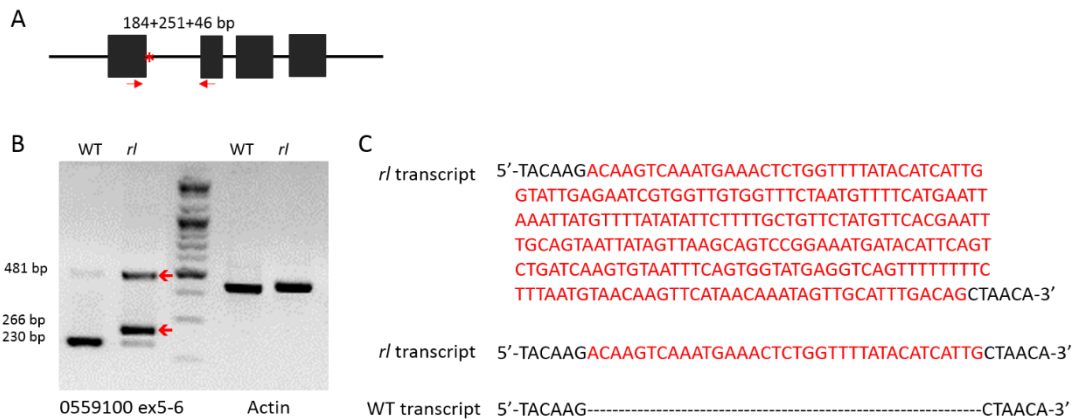 A
184+251+46 bp
B
WT rl WT rl
481 bp
266 bp
230 bp
0559100 ex5-6 Actin
C
rl transcript 5’-TACAAGACAAGTCAAATGAAACTCTGGTTTTATACATCATTG
GTATTGAGAATCGTGGTTGTGGTTTCTAATGTTTTCATGAATT
AAATTATGTTTTATATATTCTTTTGCTGTTCTATGTTCACGAATT
TGCAGTAATTATAGTTAAGCAGTCCGGAAATGATACATTCAGT
CTGATCAAGTGTAATTTCAGTGGTATGAGGTCAGTTTTTTTTC
TTTAATGTAACAAGTTCATAACAAATAGTTGCATTTGACAGCTAACA-3’
rl transcript 5’-TACAAGACAAGTCAAATGAAACTCTGGTTTTATACATCATTGCTAACA-3’
WT transcript 5’-TACAAG------------------------------------------------------------CTAACA-3’